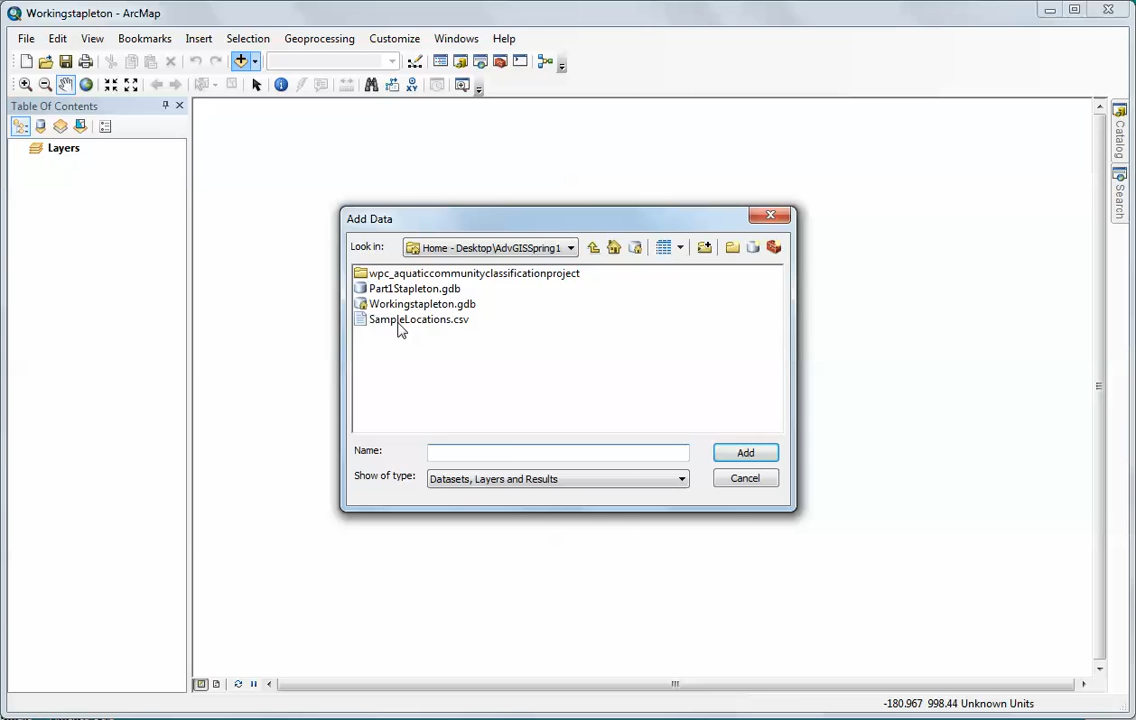 Workingstapleton - ArcMap
File Edit View Bookmarks Insert Selection Geoprocessing Customize Windows Help
Table Of Contents
Layers
Add Data
Look in: Home - Desktop\AdvGISSpring1
wpc_aquaticcommunityclassificationproject
Part1Stapleton.gdb
Workingstapleton.gdb
SampleLocations.csv
Name: Add
Show of type: Datasets, Layers and Results Cancel
Catalog
Search
-180.967 998.44 Unknown Units